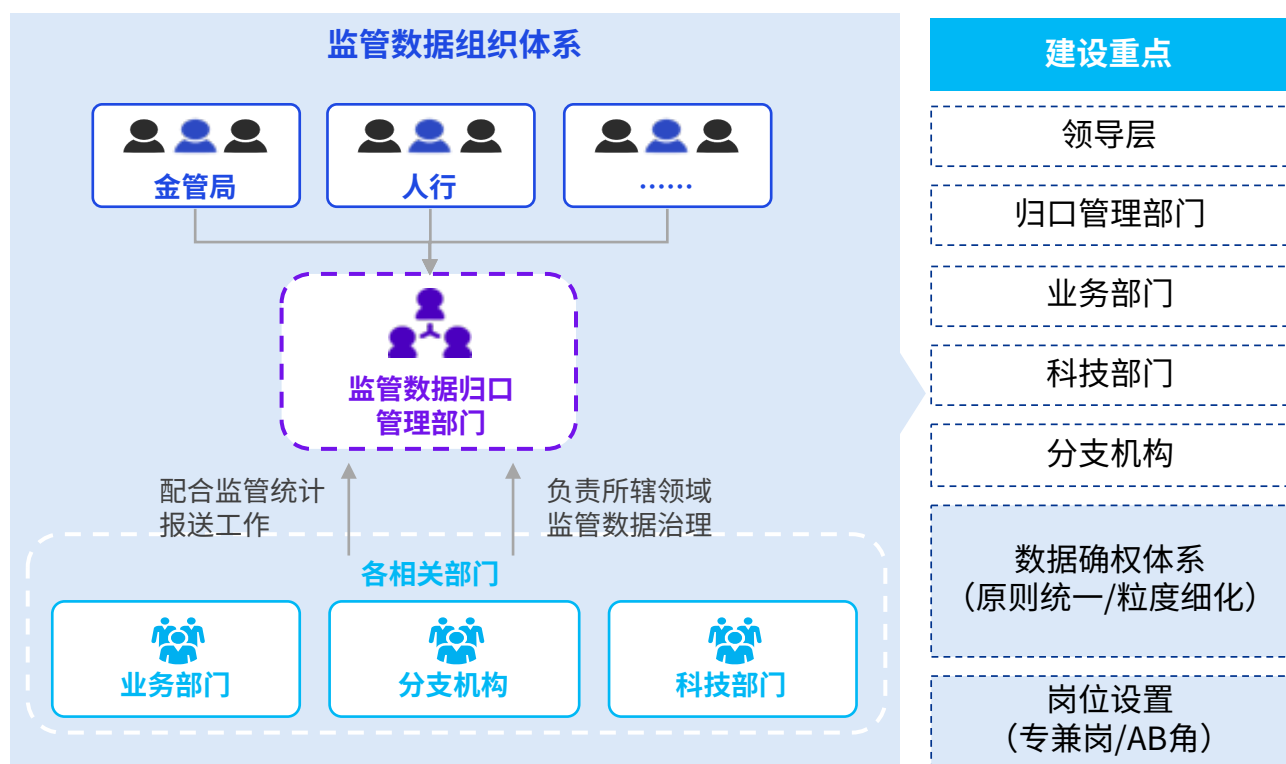 监管数据组织体系
金管局
人行
……
监管数据归口
管理部门
配合监管统计
报送工作
负责所辖领域
监管数据治理
各相关部门
业务部门
分支机构
科技部门
建设重点
领导层
归口管理部门
业务部门
科技部门
分支机构
数据确权体系
（原则统一/粒度细化）
岗位设置
（专兼岗/AB角）